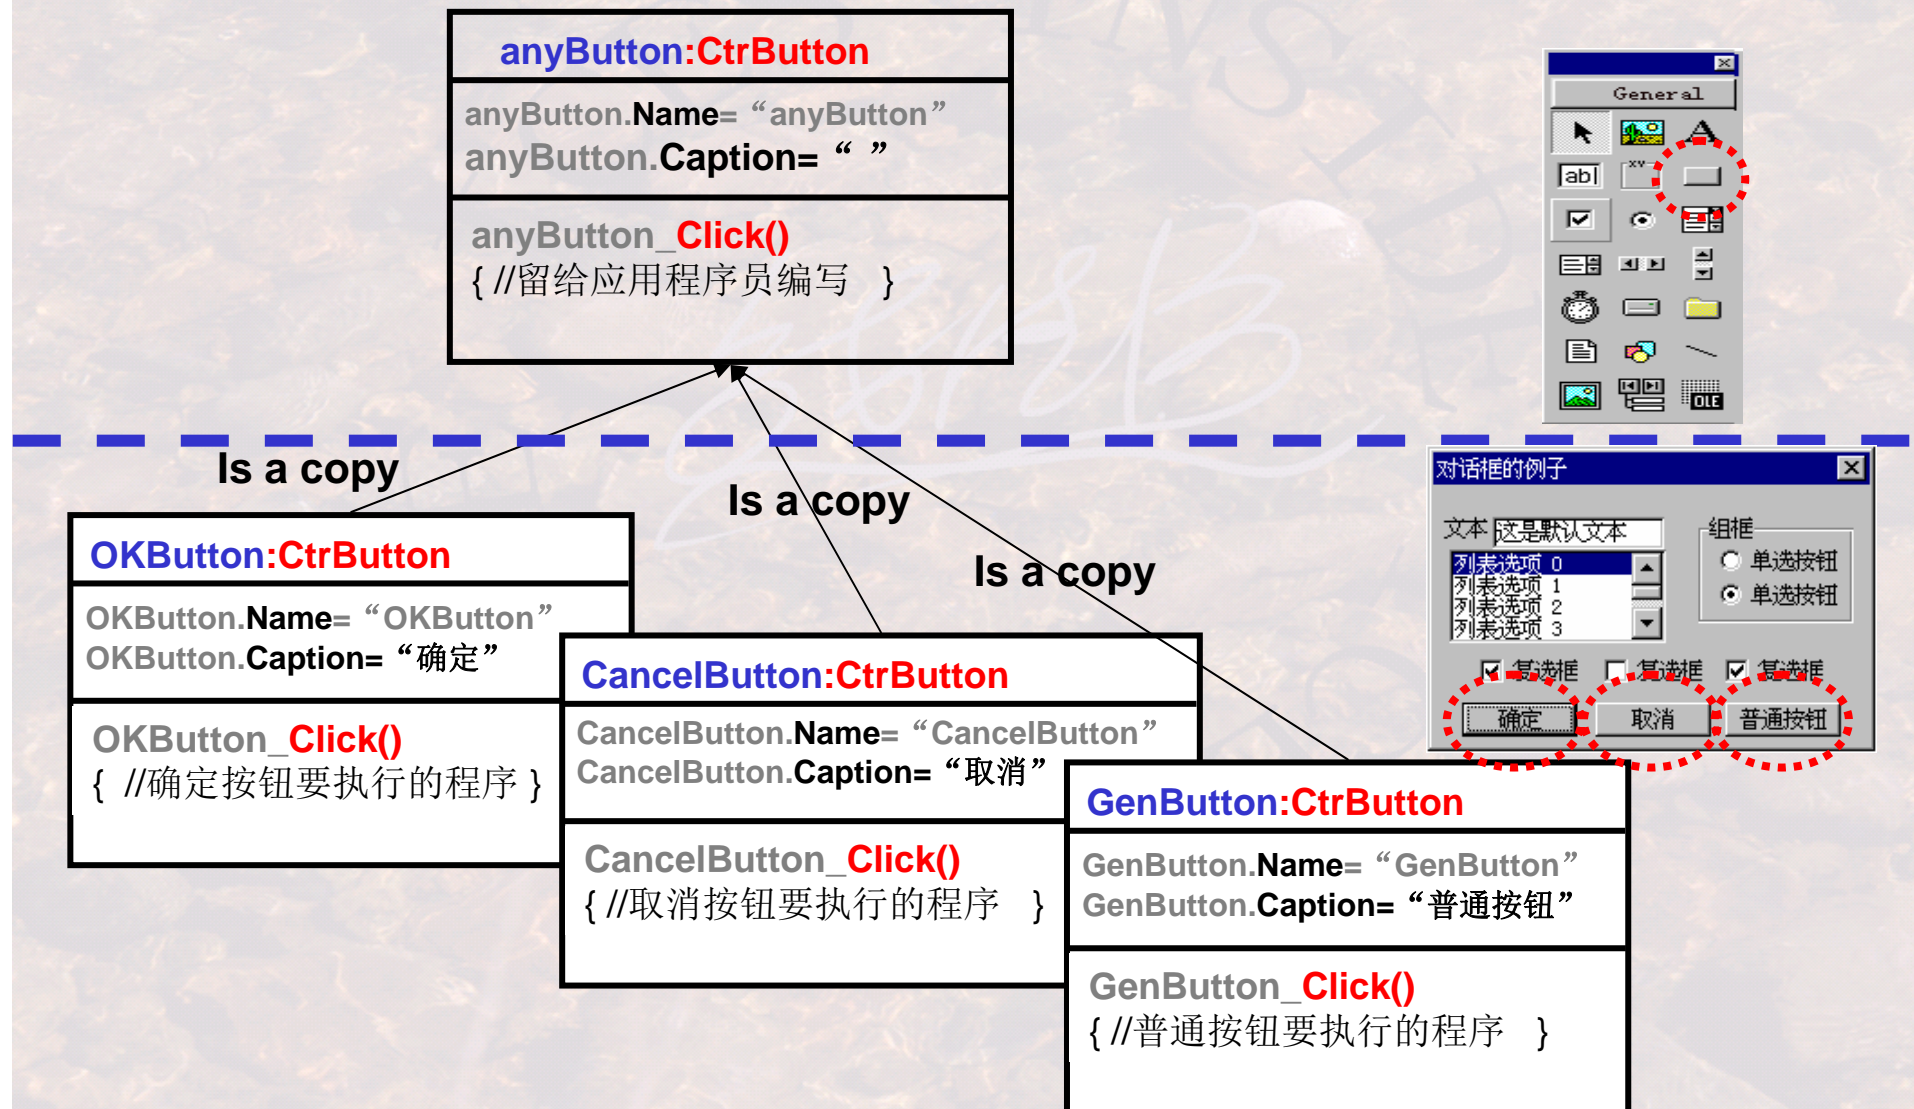 anyButton:CtrButton
anyButton.Name= “anyButton”
anyButton.Caption= “ ”
anyButton_Click()
{ //留给应用程序员编写 }
General
A
ab
XY
OLE
Is a copy
Is a copy
Is a copy
OKButton:CtrButton
OKButton.Name= “OKButton”
OKButton.Caption= “确定”
OKButton_Click()
{ //确定按钮要执行的程序 }
CancelButton:CtrButton
CancelButton.Name= “CancelButton”
CancelButton.Caption= “取消”
CancelButton_Click()
{ //取消按钮要执行的程序 }
GenButton:CtrButton
GenButton.Name= “GenButton”
GenButton.Caption= “普通按钮”
GenButton_Click()
{ //普通按钮要执行的程序 }
对话框的例子
文本 这是默认文本
组框
列表选项 0
列表选项 1
列表选项 2
列表选项 3
单选按钮
单选按钮
复选框 复选框 复选框
确定 取消 普通按钮